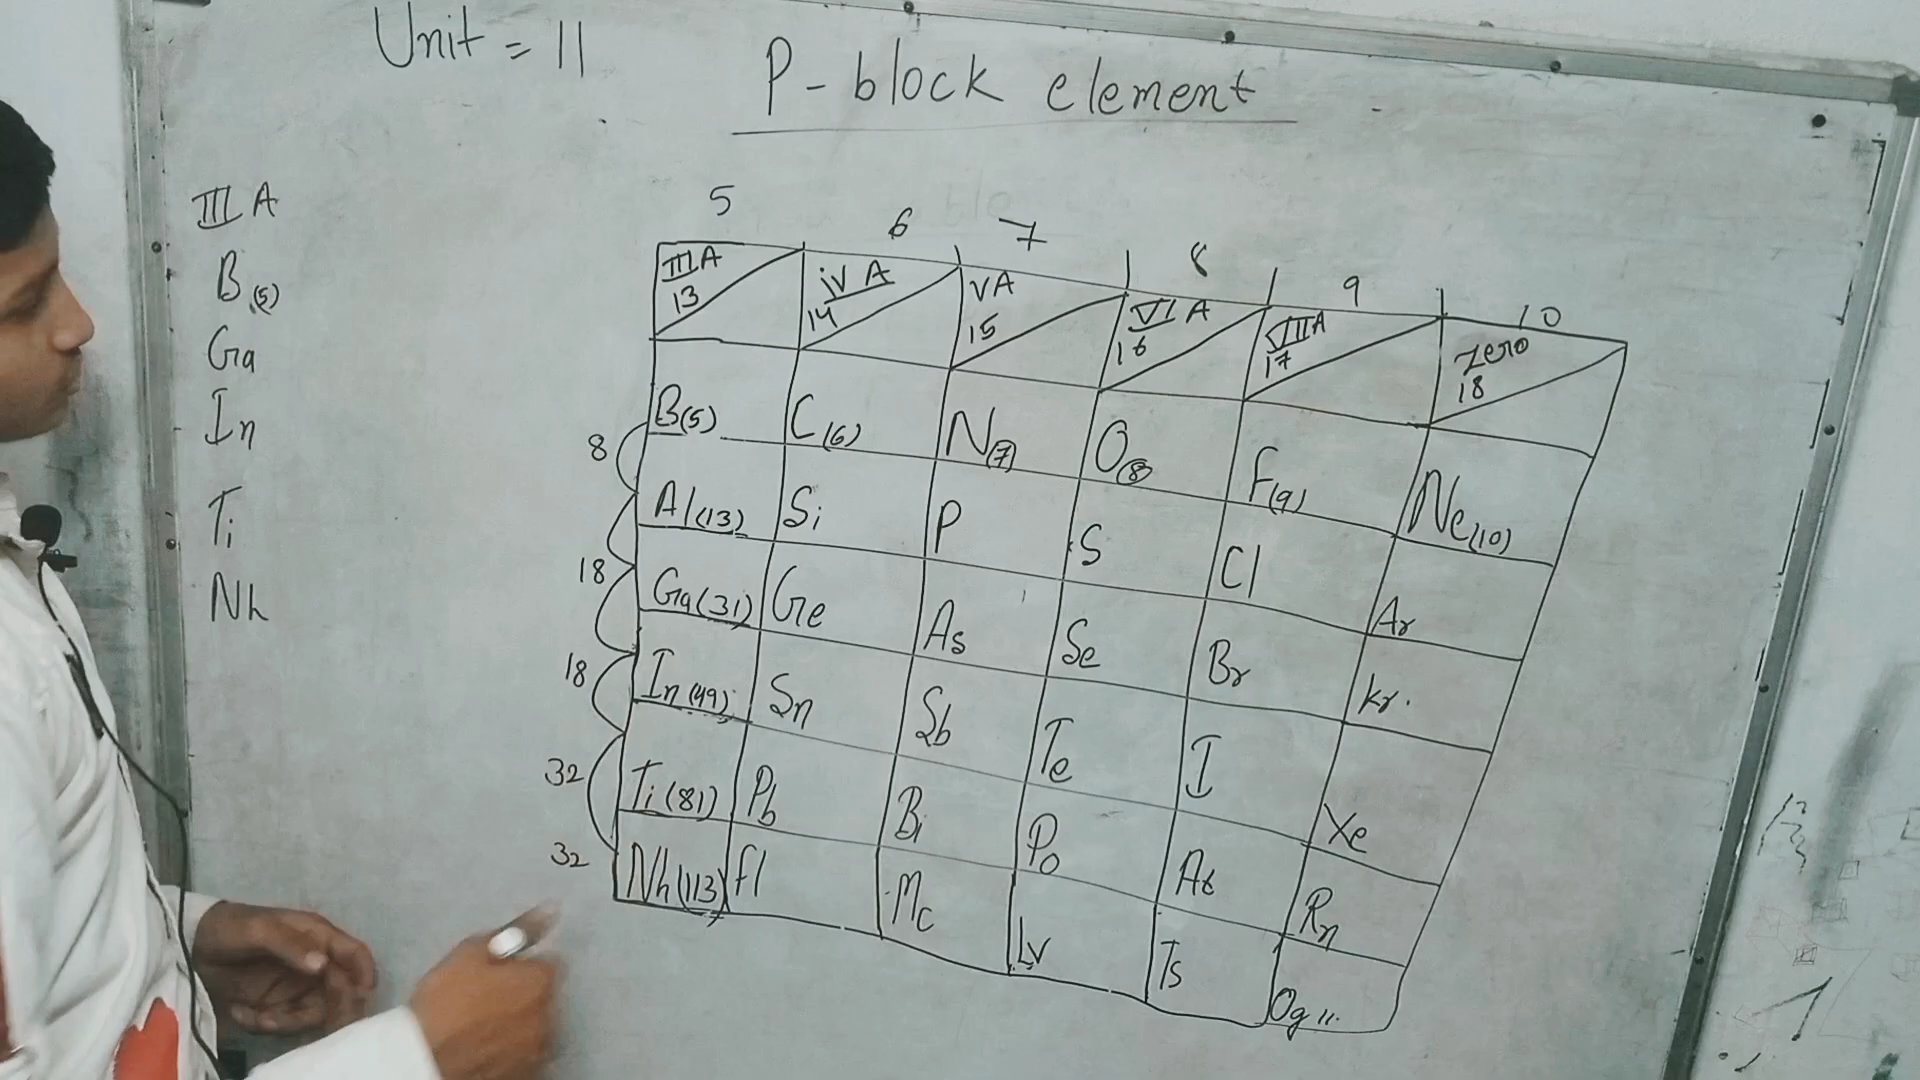 Unit = 11
P-block element
III A
B (5)
Ga
In
Ti
Nh
5 6 7 8 9 10
III A iv A VA VI A VII A zero
13 14 15 16 17 18
B(5) C(6) N(7) O(8) F(9) Ne(10)
8
Al(13) Si P S Cl Ar
18
Ga(31) Ge As Se Br kr.
18
In(49) Sn Sb Te I Xe
32
Ti(81) Pb Bi Po At Rn
32
Nh(113) fl Mc Lv Ts Og